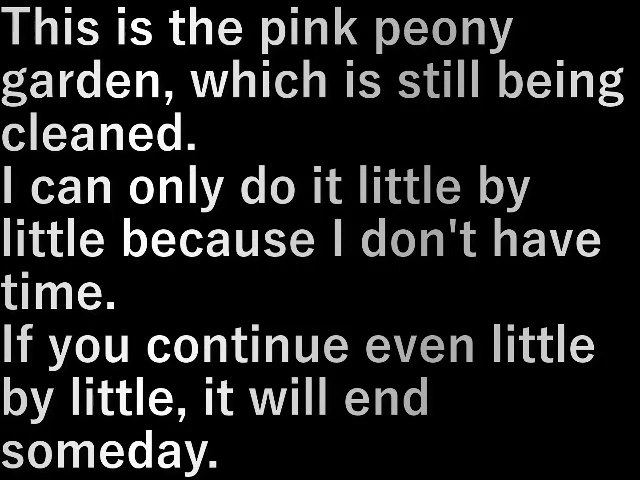 This is the pink peony
garden, which is still being
cleaned.
I can only do it little by
little because I don't have
time.
If you continue even little
by little, it will end
someday.